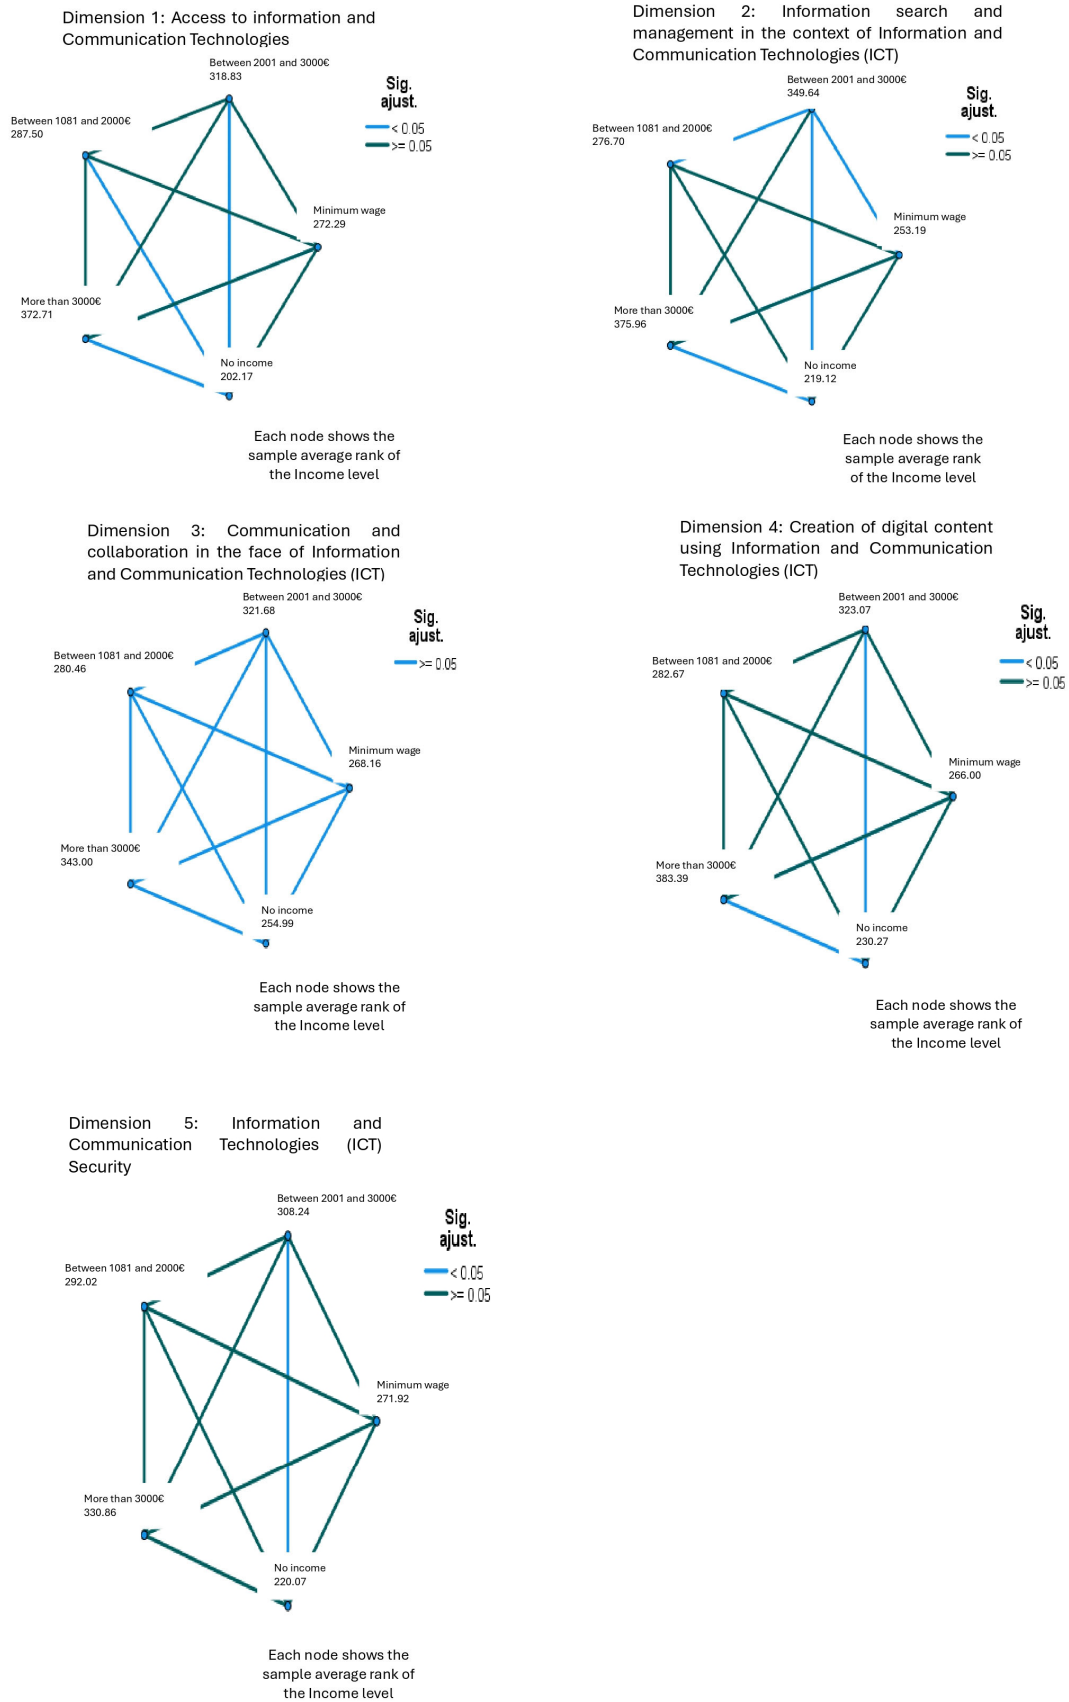 Dimension 1: Access to information and
Communication Technologies
Between 2001 and 3000€
318.83
Sig.
ajust.
< 0.05
>= 0.05
Between 1081 and 2000€
287.50
Minimum wage
272.29
More than 3000€
372.71
No income
202.17
Each node shows the
sample average rank of
the Income level
Dimension 2: Information search and
management in the context of Information and
Communication Technologies (ICT)
Between 2001 and 3000€
349.64
Sig.
ajust.
< 0.05
>= 0.05
Between 1081 and 2000€
276.70
Minimum wage
253.19
More than 3000€
375.96
No income
219.12
Each node shows the
sample average rank
of the Income level
Dimension 3: Communication and
collaboration in the face of Information
and Communication Technologies (ICT)
Between 2001 and 3000€
321.68
Sig.
ajust.
>= 0.05
Between 1081 and 2000€
280.46
Minimum wage
268.16
More than 3000€
343.00
No income
254.99
Each node shows the
sample average rank of
the Income level
Dimension 4: Creation of digital content
using Information and Communication
Technologies (ICT)
Between 2001 and 3000€
323.07
Sig.
ajust.
< 0.05
>= 0.05
Between 1081 and 2000€
282.67
Minimum wage
266.00
More than 3000€
383.39
No income
230.27
Each node shows the
sample average rank of
the Income level
Dimension 5: Information and
Communication Technologies (ICT)
Security
Between 2001 and 3000€
308.24
Sig.
ajust.
< 0.05
>= 0.05
Between 1081 and 2000€
292.02
Minimum wage
271.92
More than 3000€
330.86
No income
220.07
Each node shows the
sample average rank of
the Income level